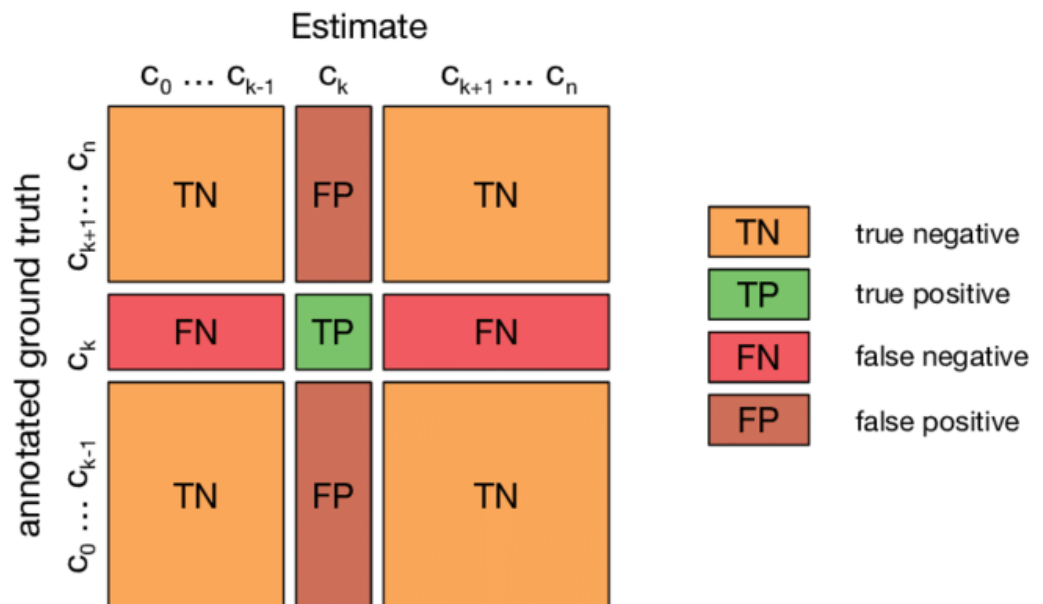 Estimate
c₀ … cₖ₋₁ cₖ cₖ₊₁ … cₙ
annotated ground truth
cₖ₊₁ … cₙ
TN FP TN
cₖ
FN TP FN
c₀ … cₖ₋₁
TN FP TN
TN true negative
TP true positive
FN false negative
FP false positive